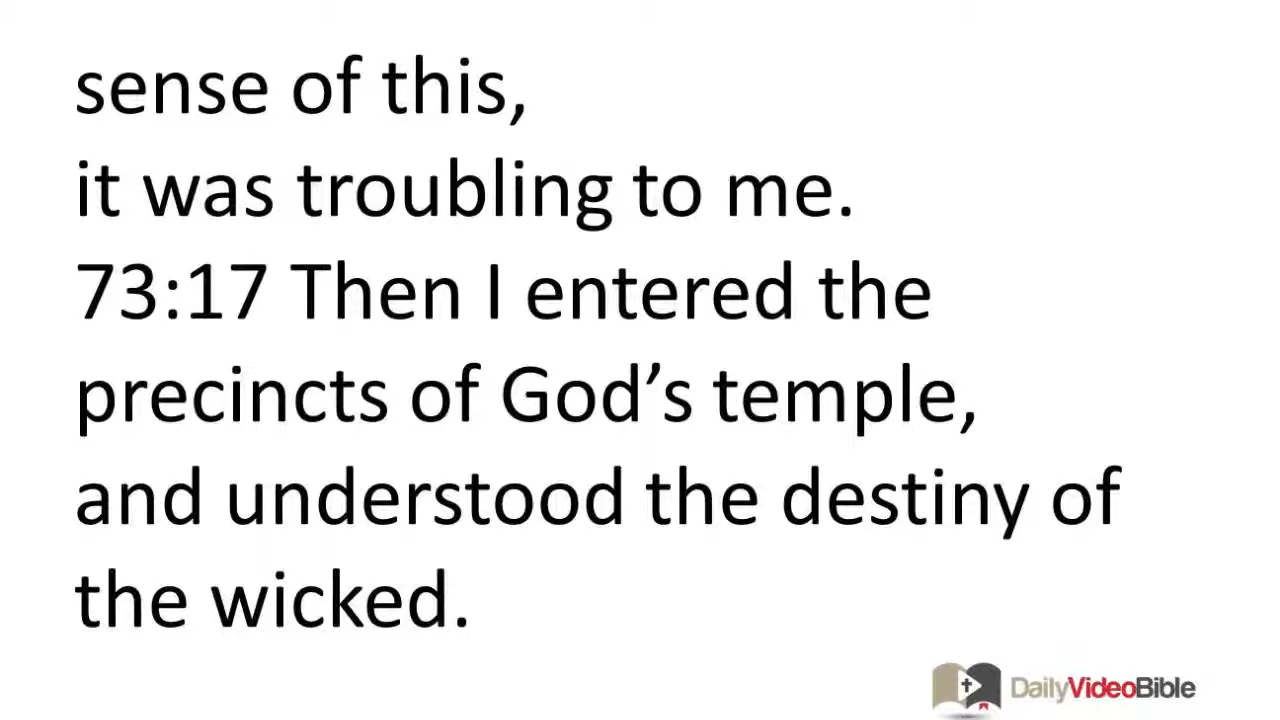 sense of this,
it was troubling to me.
73:17 Then I entered the
precincts of God’s temple,
and understood the destiny of
the wicked.
DailyVideoBible